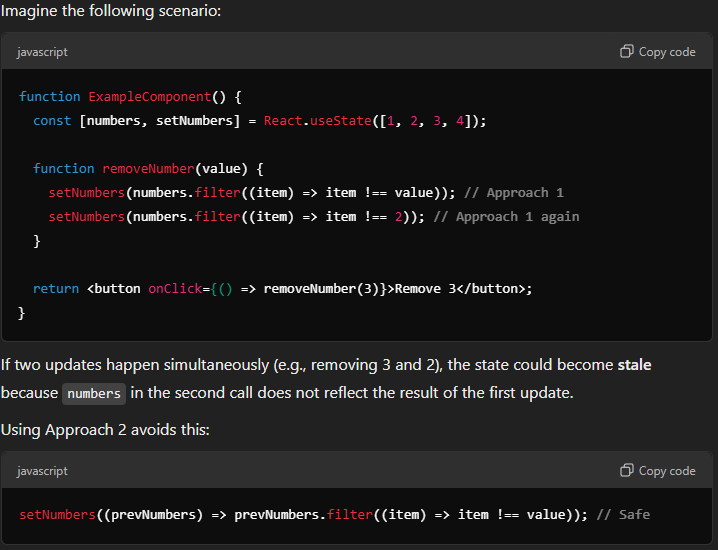 Imagine the following scenario:
javascript
Copy code
function ExampleComponent() {
  const [numbers, setNumbers] = React.useState([1, 2, 3, 4]);
  function removeNumber(value) {
    setNumbers(numbers.filter((item) => item !== value)); // Approach 1
    setNumbers(numbers.filter((item) => item !== 2)); // Approach 1 again
  }
  return <button onClick={() => removeNumber(3)}>Remove 3</button>;
}
If two updates happen simultaneously (e.g., removing 3 and 2), the state could become stale
because numbers in the second call does not reflect the result of the first update.
Using Approach 2 avoids this:
javascript
Copy code
setNumbers((prevNumbers) => prevNumbers.filter((item) => item !== value)); // Safe